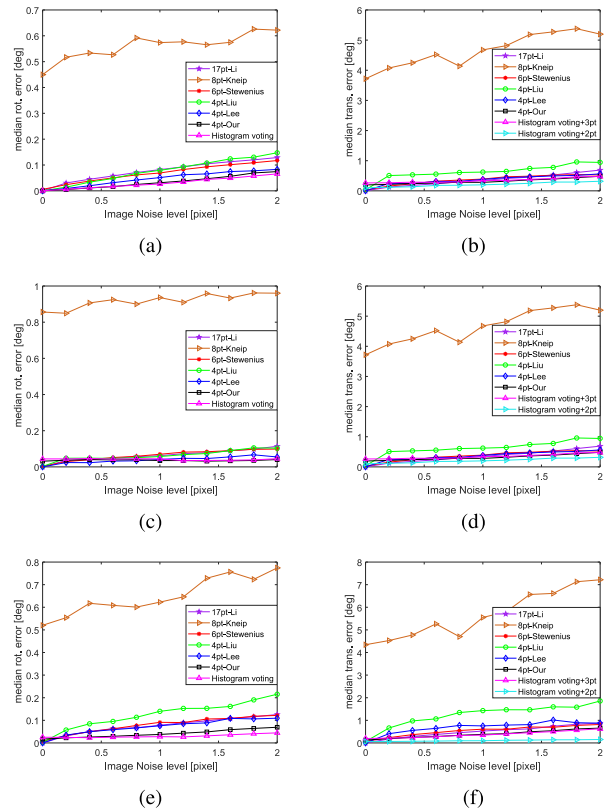 median rot. error [deg]
0.7
0.6
0.5
0.4
0.3
0.2
0.1
0
17pt-Li
8pt-Kneip
6pt-Stewenius
4pt-Liu
4pt-Lee
4pt-Our
Histogram voting
0 0.5 1 1.5 2
Image Noise level [pixel]
(a)
median trans. error [deg]
6
5
4
3
2
1
0
17pt-Li
8pt-Kneip
6pt-Stewenius
4pt-Liu
4pt-Lee
4pt-Our
Histogram voting+3pt
Histogram voting+2pt
0 0.5 1 1.5 2
Image Noise level [pixel]
(b)
median rot. error [deg]
1
0.8
0.6
0.4
0.2
0
17pt-Li
8pt-Kneip
6pt-Stewenius
4pt-Liu
4pt-Lee
4pt-Our
Histogram voting
0 0.5 1 1.5 2
Image Noise level [pixel]
(c)
median trans. error [deg]
6
5
4
3
2
1
0
17pt-Li
8pt-Kneip
6pt-Stewenius
4pt-Liu
4pt-Lee
4pt-Our
Histogram voting+3pt
Histogram voting+2pt
0 0.5 1 1.5 2
Image Noise level [pixel]
(d)
median rot. error [deg]
0.8
0.7
0.6
0.5
0.4
0.3
0.2
0.1
0
17pt-Li
8pt-Kneip
6pt-Stewenius
4pt-Liu
4pt-Lee
4pt-Our
Histogram voting
0 0.5 1 1.5 2
Image Noise level [pixel]
(e)
median trans. error [deg]
8
7
6
5
4
3
2
1
0
17pt-Li
8pt-Kneip
6pt-Stewenius
4pt-Liu
4pt-Lee
4pt-Our
Histogram voting+3pt
Histogram voting+2pt
0 0.5 1 1.5 2
Image Noise level [pixel]
(f)